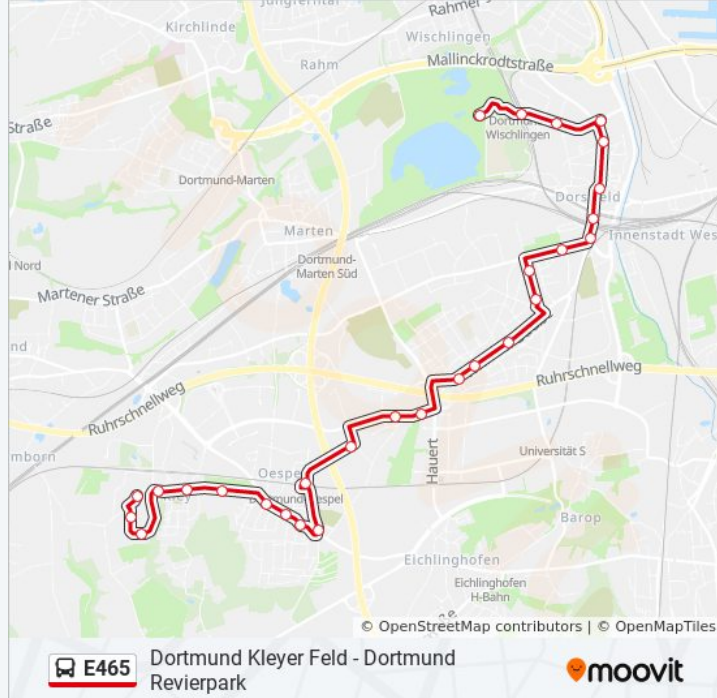 Jungferntal
Rahmer S
Kirchlinde
Wischlingen
Rahm
Mallinckrodtstraße
Straße
Dortmund
Wischlingen
Dortmund-Marten
Dorstfeld
Marten
Innenstadt Wes
Dortmund-
Marten Süd
d Nord
Martener Straße
nd
Ruhrschnellweg
Ruhrschnellweg
mborn
Hauert
Universität S
Oespel
Dortmund-Oespel
Barop
Eichlinghofen
Eichlinghofen
H-Bahn
aße
© OpenStreetMap contributors | © OpenMapTiles
E465
Dortmund Kleyer Feld - Dortmund
Revierpark
moovit